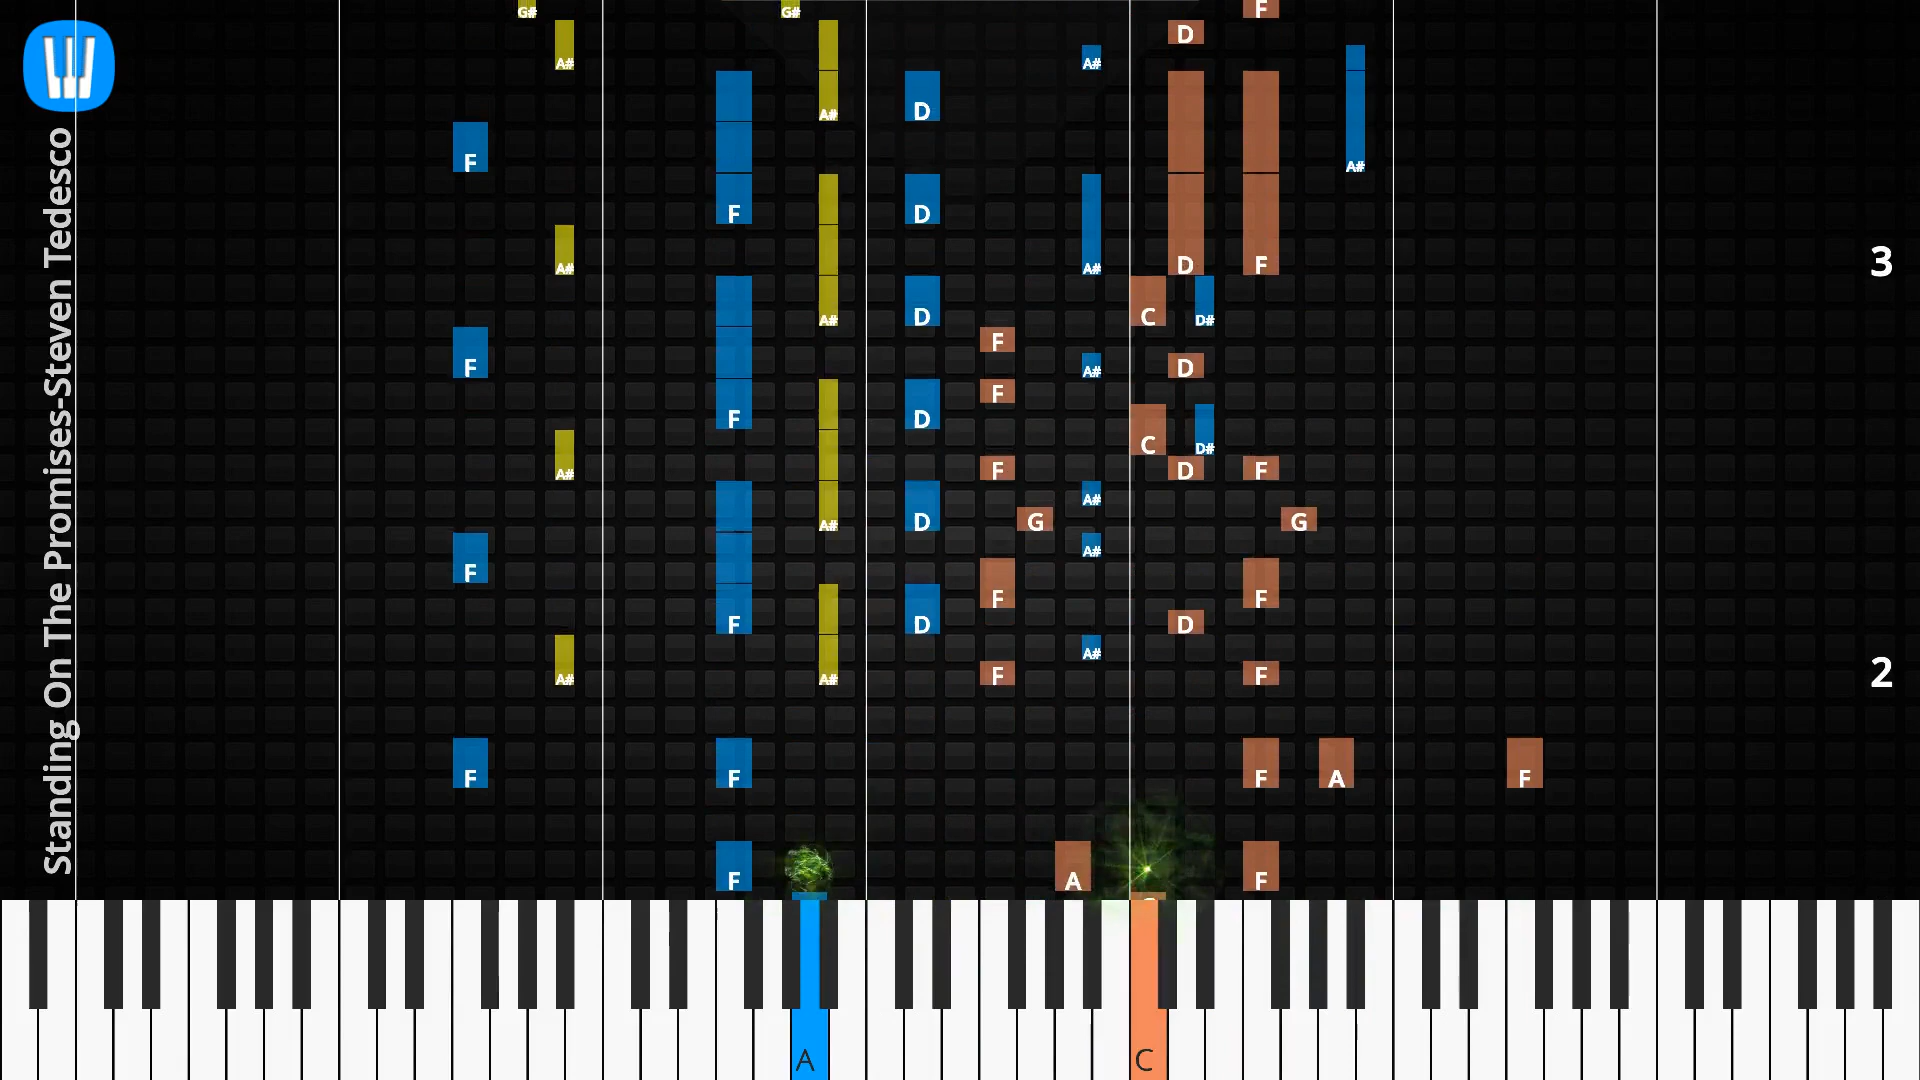 Standing On The Promises-Steven Tedesco
G# G# F
D
A# A#
A# D
F A#
F D
A# A# D F
A# C D#
F
F A# D
F
F D
C D#
A# F D F
A#
A# D G G
A#
F F F
F D D
A#
A# A# F F
2
3
F F F A F
F A F
A C